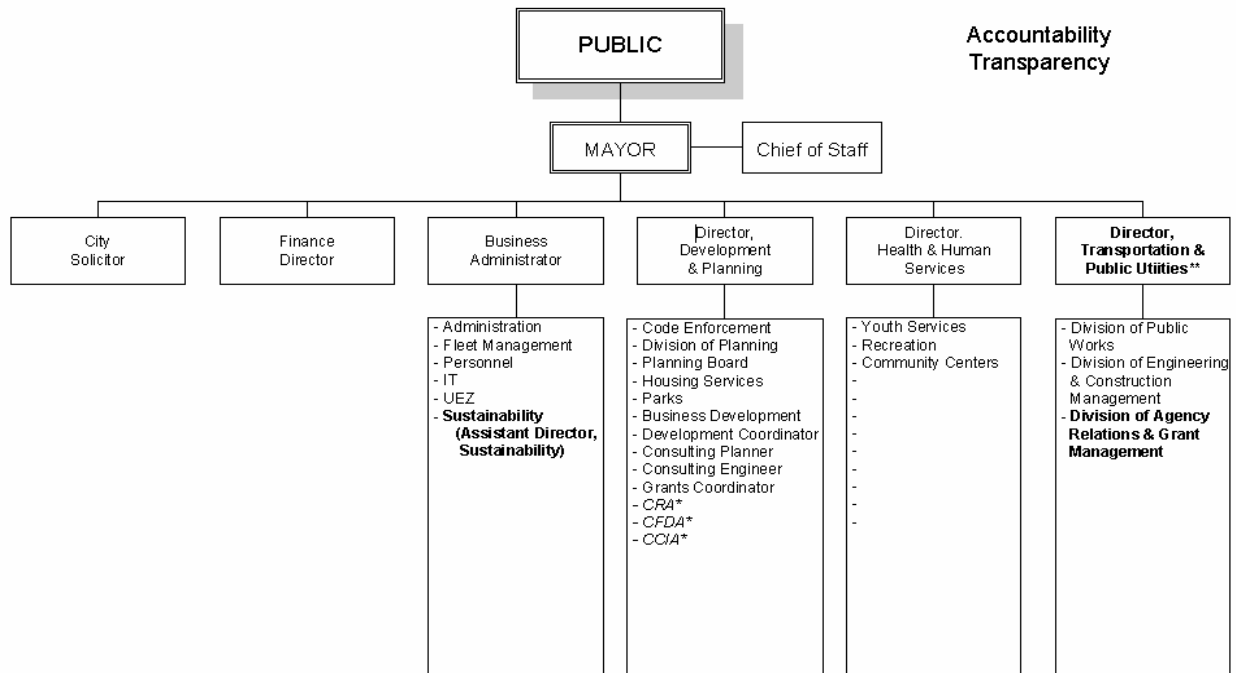 PUBLIC
Accountability
Transparency
MAYOR
Chief of Staff
City
Solicitor
Finance
Director
Business
Administrator
Director,
Development
& Planning
Director.
Health & Human
Services
Director,
Transportation &
Public Utiities**
- Administration
- Fleet Management
- Personnel
- IT
- UEZ
- Sustainability
(Assistant Director,
Sustainability)
- Code Enforcement
- Division of Planning
- Planning Board
- Housing Services
- Parks
- Business Development
- Development Coordinator
- Consulting Planner
- Consulting Engineer
- Grants Coordinator
- CRA*
- CFDA*
- CCIA*
- Youth Services
- Recreation
- Community Centers
-
-
-
-
-
-
-
-
-
-
- Division of Public
Works
- Division of Engineering
& Construction
Management
- Division of Agency
Relations & Grant
Management